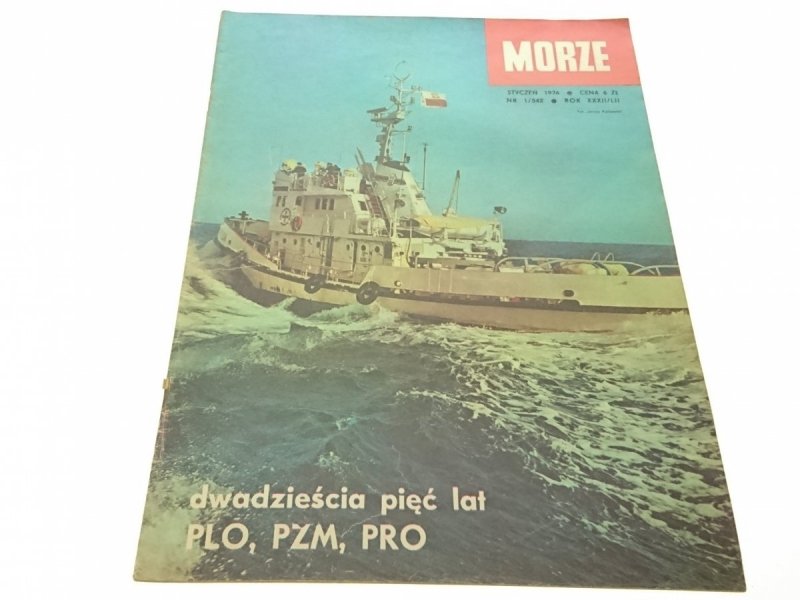 MORZE
STYCZEŃ 1976 ● CENA 6 ZŁ
NR 1/542 ● ROK XXXII/LII
dwadzieścia pięć lat
PLO, PZM, PRO